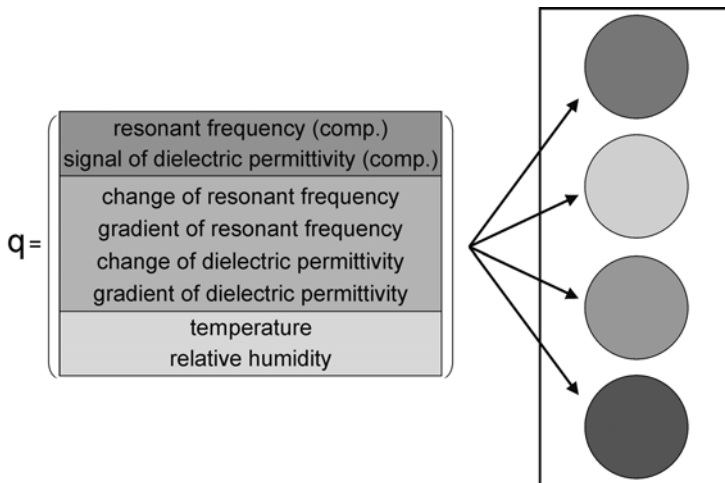 resonant frequency (comp.)
signal of dielectric permittivity (comp.)
change of resonant frequency
gradient of resonant frequency
q= change of dielectric permittivity
gradient of dielectric permittivity
temperature
relative humidity